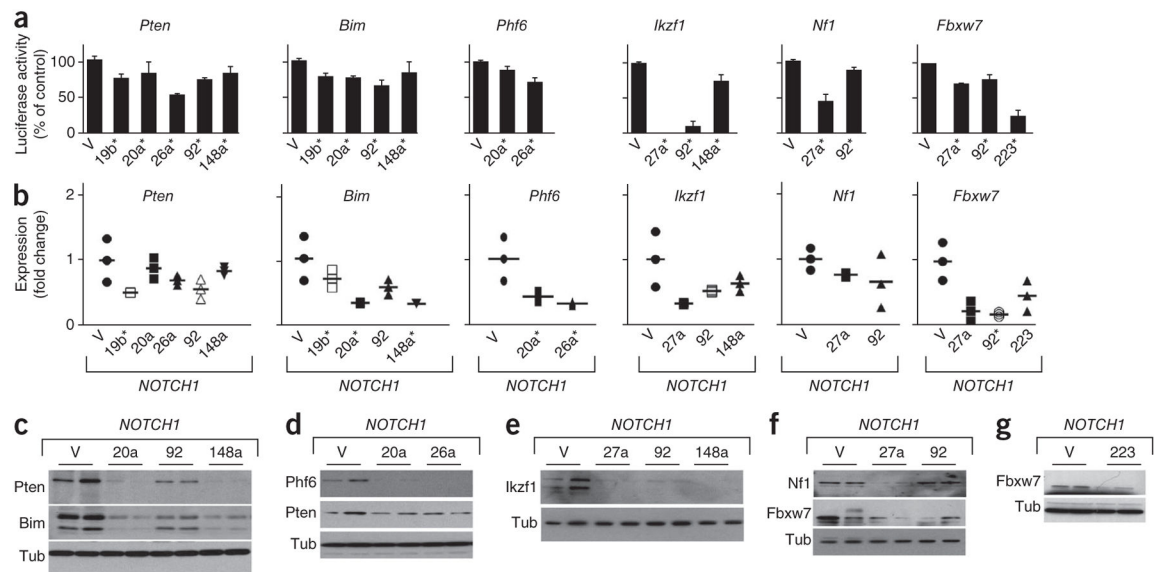 a
Pten Bim Phf6 Ikzf1 Nf1 Fbxw7
Luciferase activity
(% of control)
100
50
0
V 19b* 20a* 26a* 92* 148a* V 19b* 20a* 92* 148a* V 20a* 26a* V 27a* 92* 148a* V 27a* 92* V 27a* 92* 223*
b
Pten Bim Phf6 Ikzf1 Nf1 Fbxw7
Expression
(fold change)
2
1
0
V 19b* 20a 26a 92 148a V 19b* 20a* 92 148a* V 20a* 26a* V 27a 92 148a V 27a 92 V 27a 92* 223
NOTCH1 NOTCH1 NOTCH1 NOTCH1 NOTCH1 NOTCH1
c
NOTCH1
V 20a 92 148a
Pten
Bim
Tub
d
NOTCH1
V 20a 26a
Phf6
Pten
Tub
e
NOTCH1
V 27a 92 148a
Ikzf1
Tub
f
NOTCH1
V 27a 92
Nf1
Fbxw7
Tub
g
NOTCH1
V 223
Fbxw7
Tub